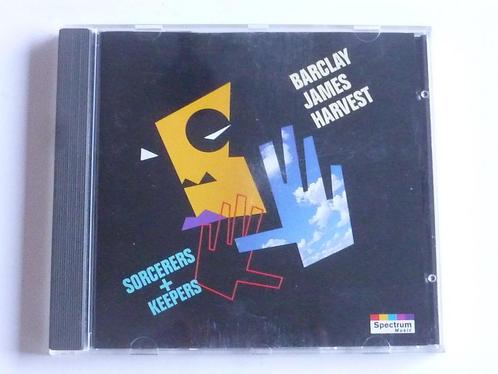 BARCLAY
JAMES
HARVEST
SORCERERS
+
KEEPERS
Spectrum
Music